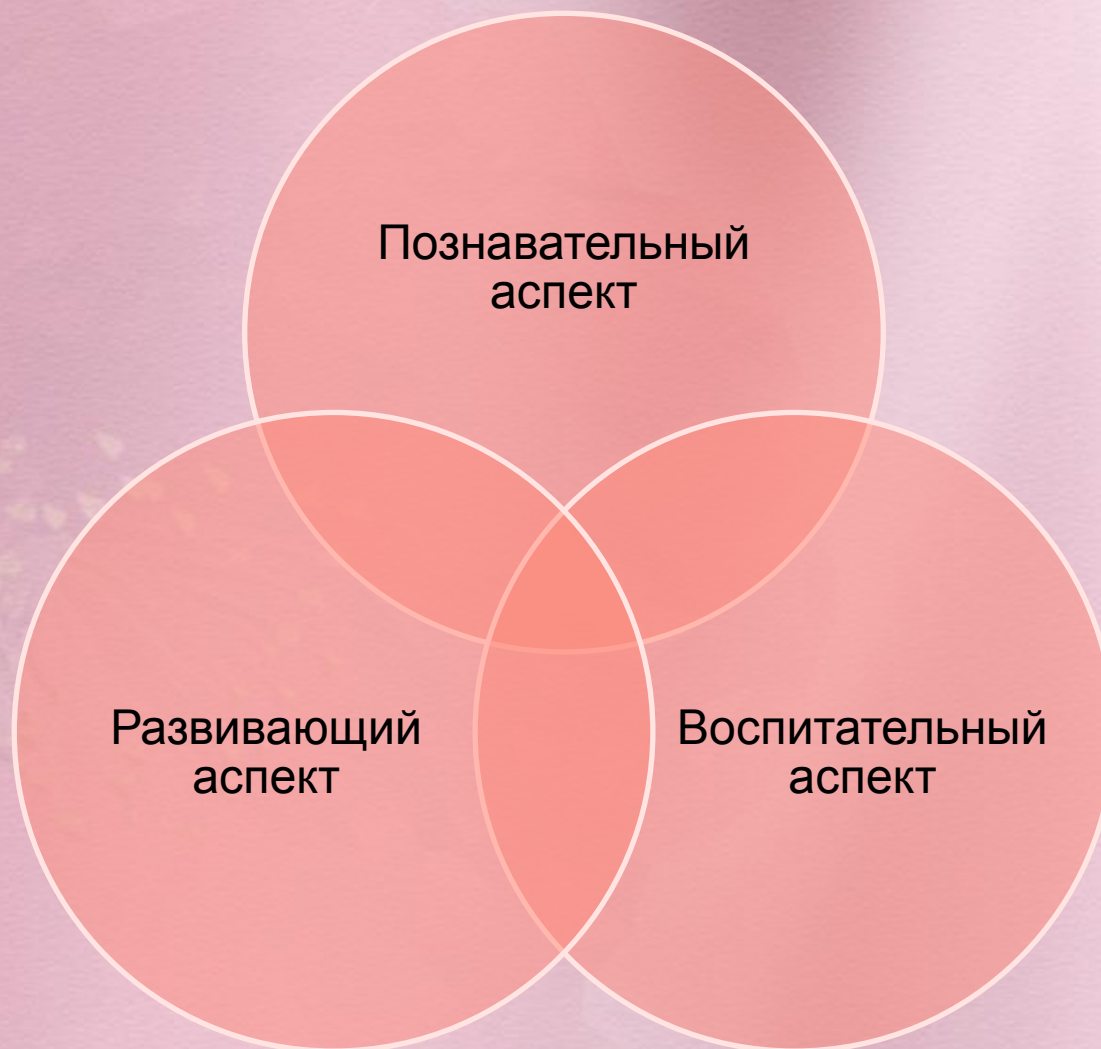 Познавательный
аспект
Развивающий
аспект
Воспитательный
аспект